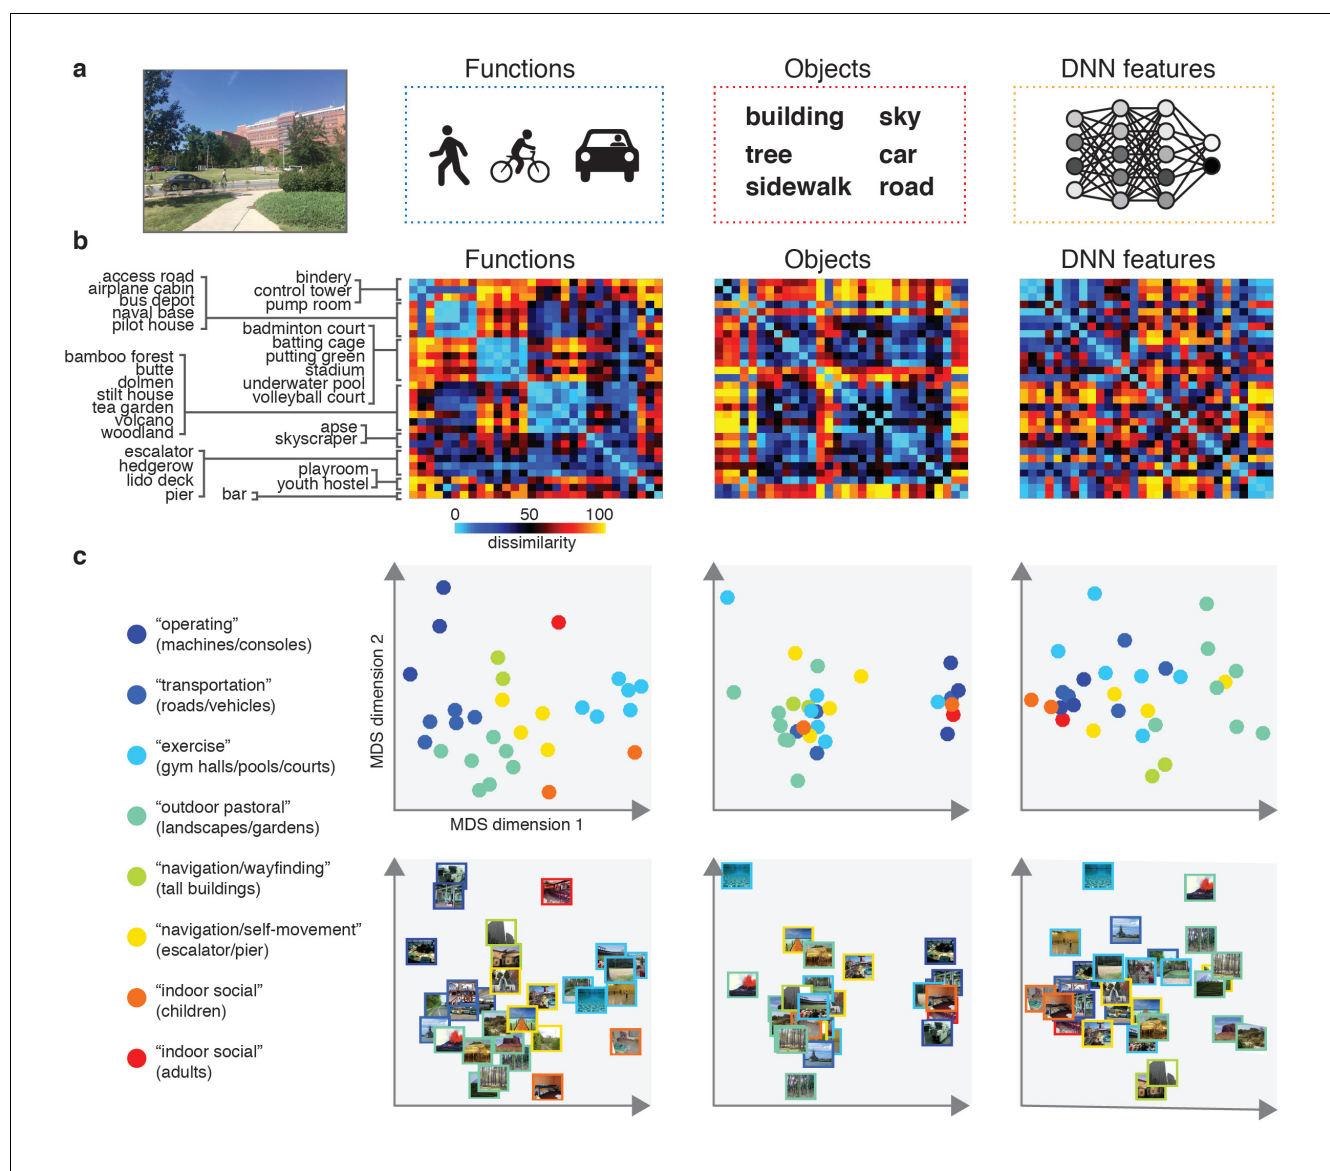 a
Functions
Objects
DNN features
building sky
tree car
sidewalk road
b
Functions
Objects
DNN features
access road
airplane cabin
bus depot
naval base
pilot house
bindery
control tower
pump room
badminton court
batting cage
putting green
stadium
underwater pool
volleyball court
bamboo forest
butte
dolmen
stilt house
tea garden
volcano
woodland
apse
skyscraper
escalator
hedgerow
lido deck
pier
playroom
youth hostel
bar
0 50 100
dissimilarity
c
“operating”
(machines/consoles)
“transportation”
(roads/vehicles)
“exercise”
(gym halls/pools/courts)
“outdoor pastoral”
(landscapes/gardens)
“navigation/wayfinding”
(tall buildings)
“navigation/self-movement”
(escalator/pier)
“indoor social”
(children)
“indoor social”
(adults)
MDS dimension 2
MDS dimension 1